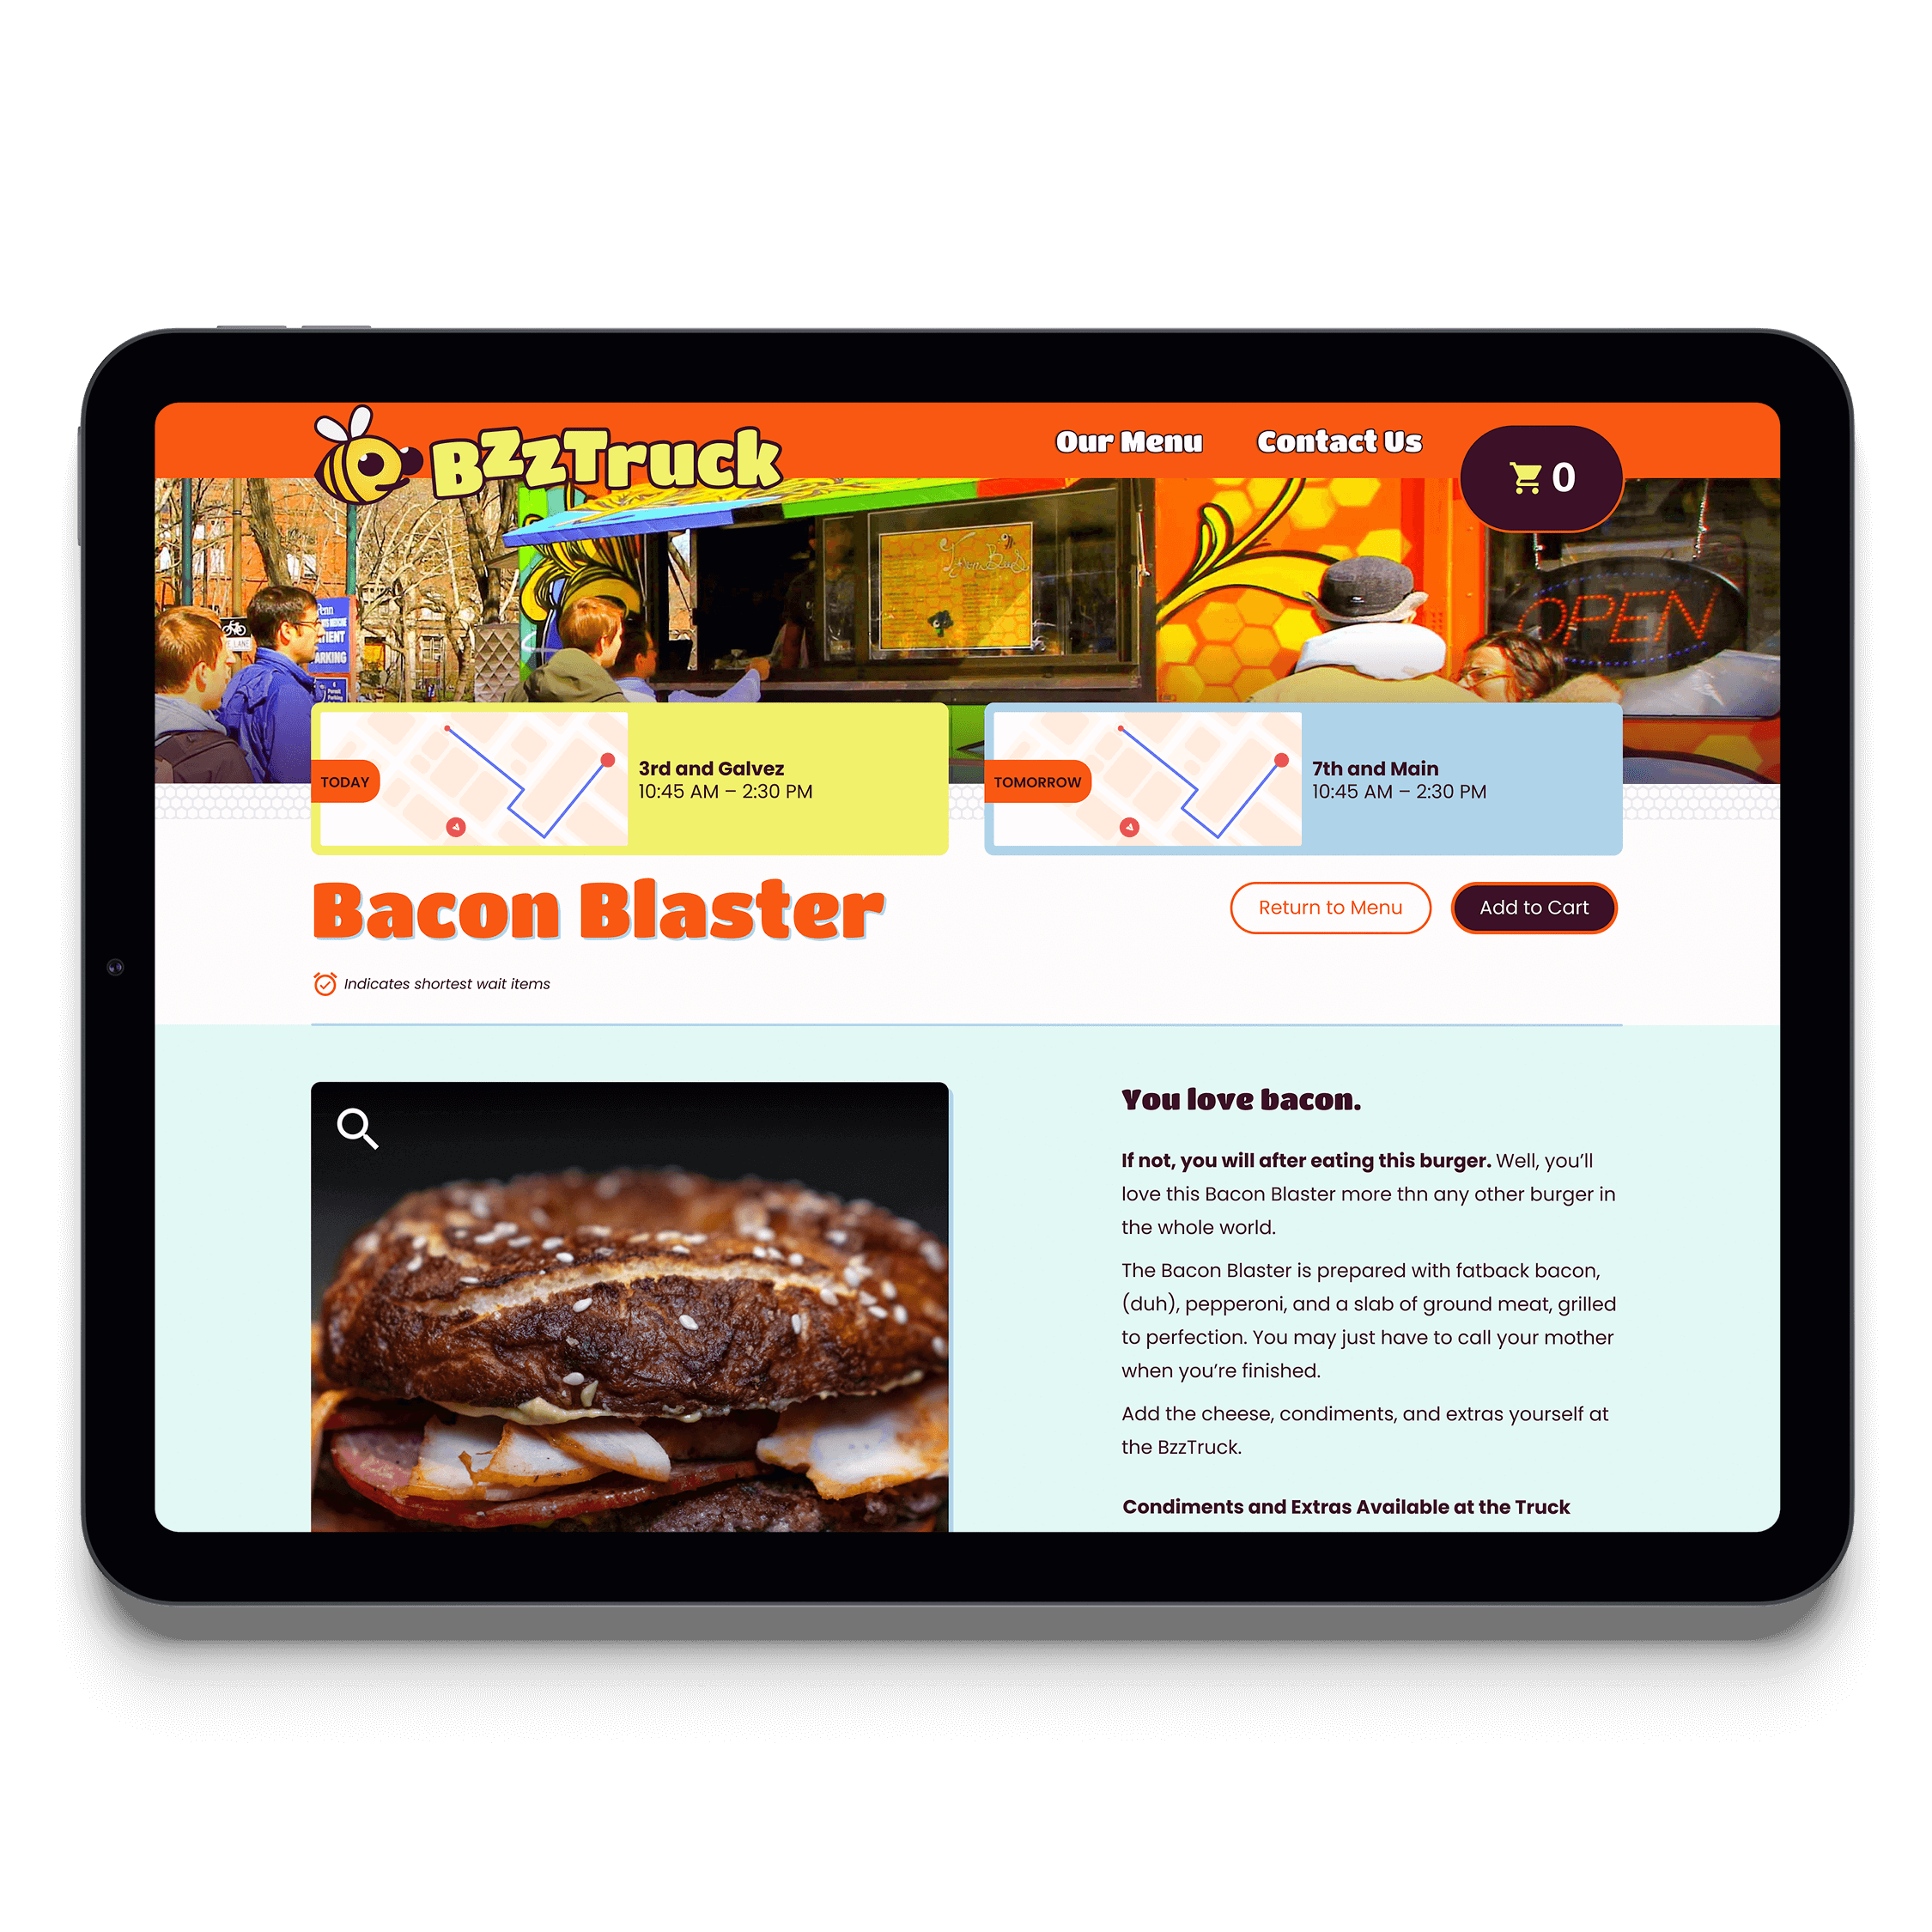 BzzTruck
Our Menu
Contact Us
0
OPEN
PARKING
TODAY
3rd and Galvez
10:45 AM – 2:30 PM
TOMORROW
7th and Main
10:45 AM – 2:30 PM
Bacon Blaster
Return to Menu
Add to Cart
Indicates shortest wait items
You love bacon.
If not, you will after eating this burger. Well, you’ll
love this Bacon Blaster more thn any other burger in
the whole world.
The Bacon Blaster is prepared with fatback bacon,
(duh), pepperoni, and a slab of ground meat, grilled
to perfection. You may just have to call your mother
when you’re finished.
Add the cheese, condiments, and extras yourself at
the BzzTruck.
Condiments and Extras Available at the Truck